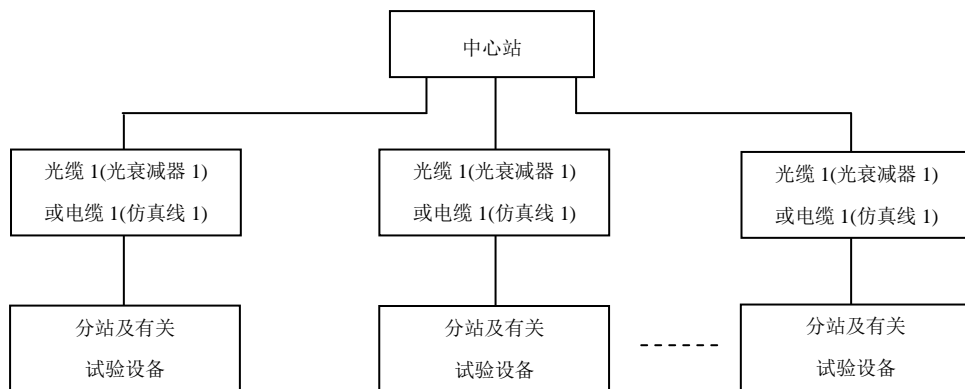 中心站
光缆 1(光衰减器 1)
或电缆 1(仿真线 1)
光缆 1(光衰减器 1)
或电缆 1(仿真线 1)
光缆 1(光衰减器 1)
或电缆 1(仿真线 1)
分站及有关
试验设备
分站及有关
试验设备
分站及有关
试验设备